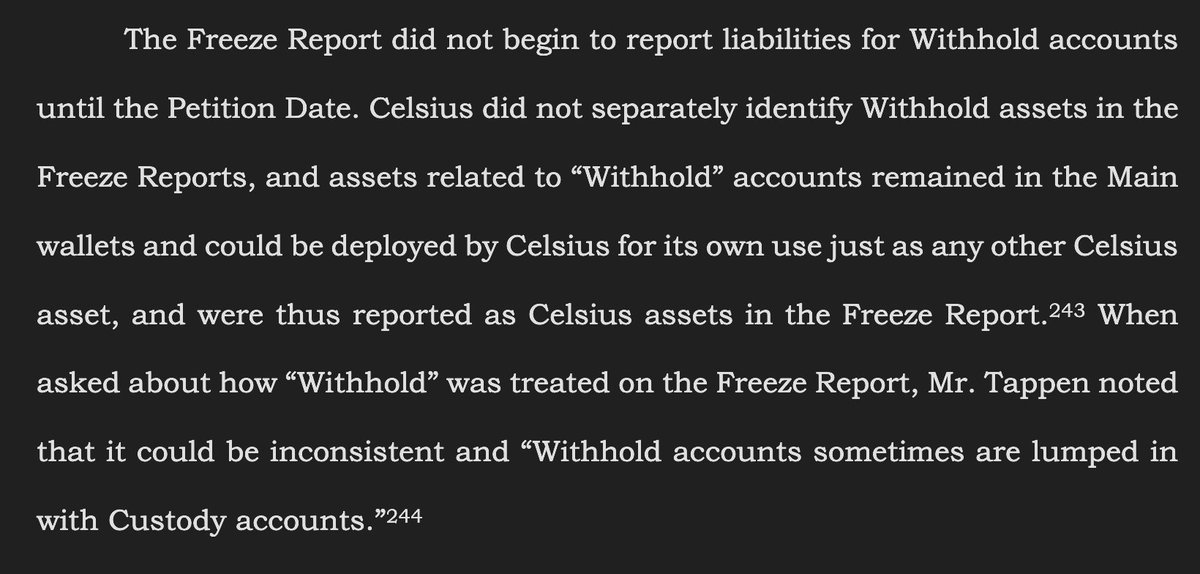 The Freeze Report did not begin to report liabilities for Withhold accounts
until the Petition Date. Celsius did not separately identify Withhold assets in the
Freeze Reports, and assets related to “Withhold” accounts remained in the Main
wallets and could be deployed by Celsius for its own use just as any other Celsius
asset, and were thus reported as Celsius assets in the Freeze Report.²⁴³ When
asked about how “Withhold” was treated on the Freeze Report, Mr. Tappen noted
that it could be inconsistent and “Withhold accounts sometimes are lumped in
with Custody accounts.”²⁴⁴